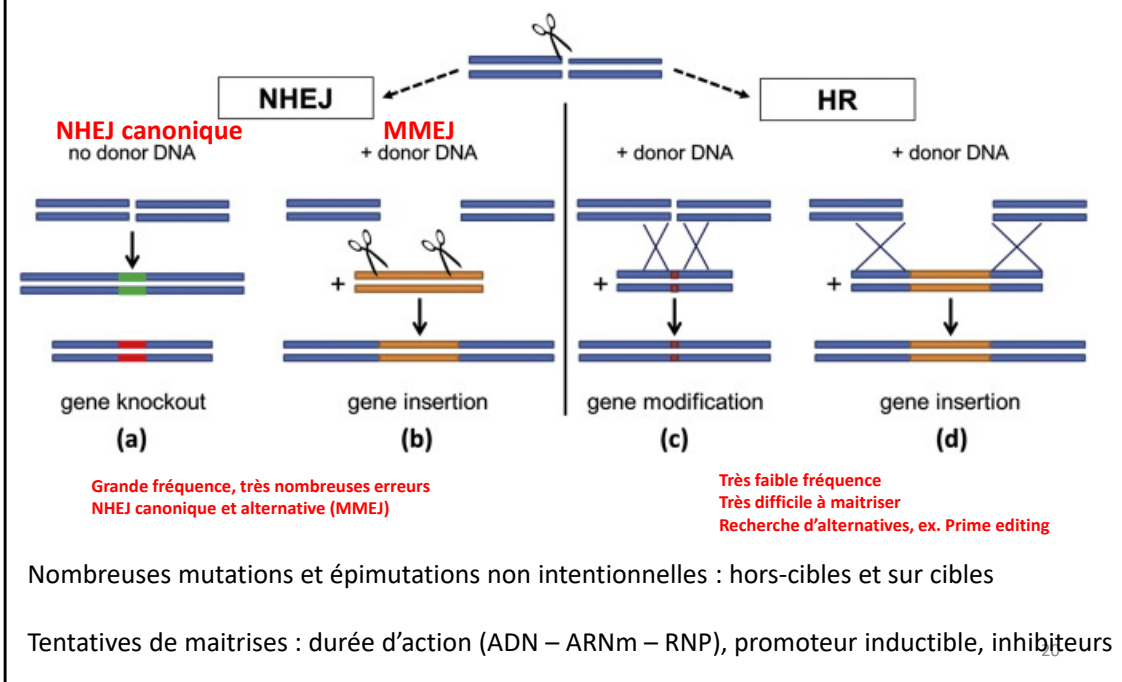 NHEJ
HR
NHEJ canonique
MMEJ
no donor DNA
+ donor DNA
+ donor DNA
+ donor DNA
+
+
+
gene knockout
gene insertion
gene modification
gene insertion
(a)
(b)
(c)
(d)
Grande fréquence, très nombreuses erreurs
NHEJ canonique et alternative (MMEJ)
Très faible fréquence
Très difficile à maitriser
Recherche d'alternatives, ex. Prime editing
Nombreuses mutations et épimutations non intentionnelles : hors-cibles et sur cibles
Tentatives de maitrises : durée d'action (ADN – ARNm – RNP), promoteur inductible, inhibiteurs